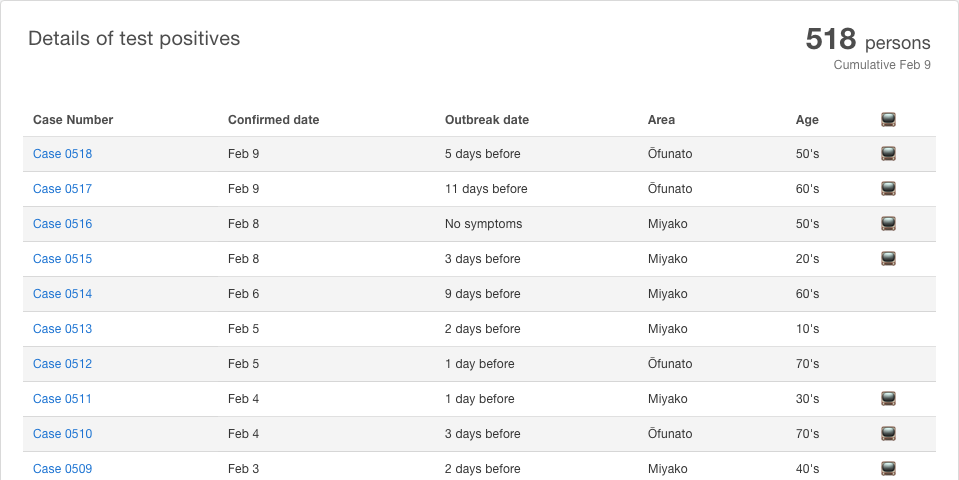 Details of test positives
518 persons
Cumulative Feb 9
Case Number Confirmed date Outbreak date Area Age
Case 0518 Feb 9 5 days before Ōfunato 50's
Case 0517 Feb 9 11 days before Ōfunato 60's
Case 0516 Feb 8 No symptoms Miyako 50's
Case 0515 Feb 8 3 days before Miyako 20's
Case 0514 Feb 6 9 days before Miyako 60's
Case 0513 Feb 5 2 days before Miyako 10's
Case 0512 Feb 5 1 day before Ōfunato 70's
Case 0511 Feb 4 1 day before Miyako 30's
Case 0510 Feb 4 3 days before Ōfunato 70's
Case 0509 Feb 3 2 days before Miyako 40's